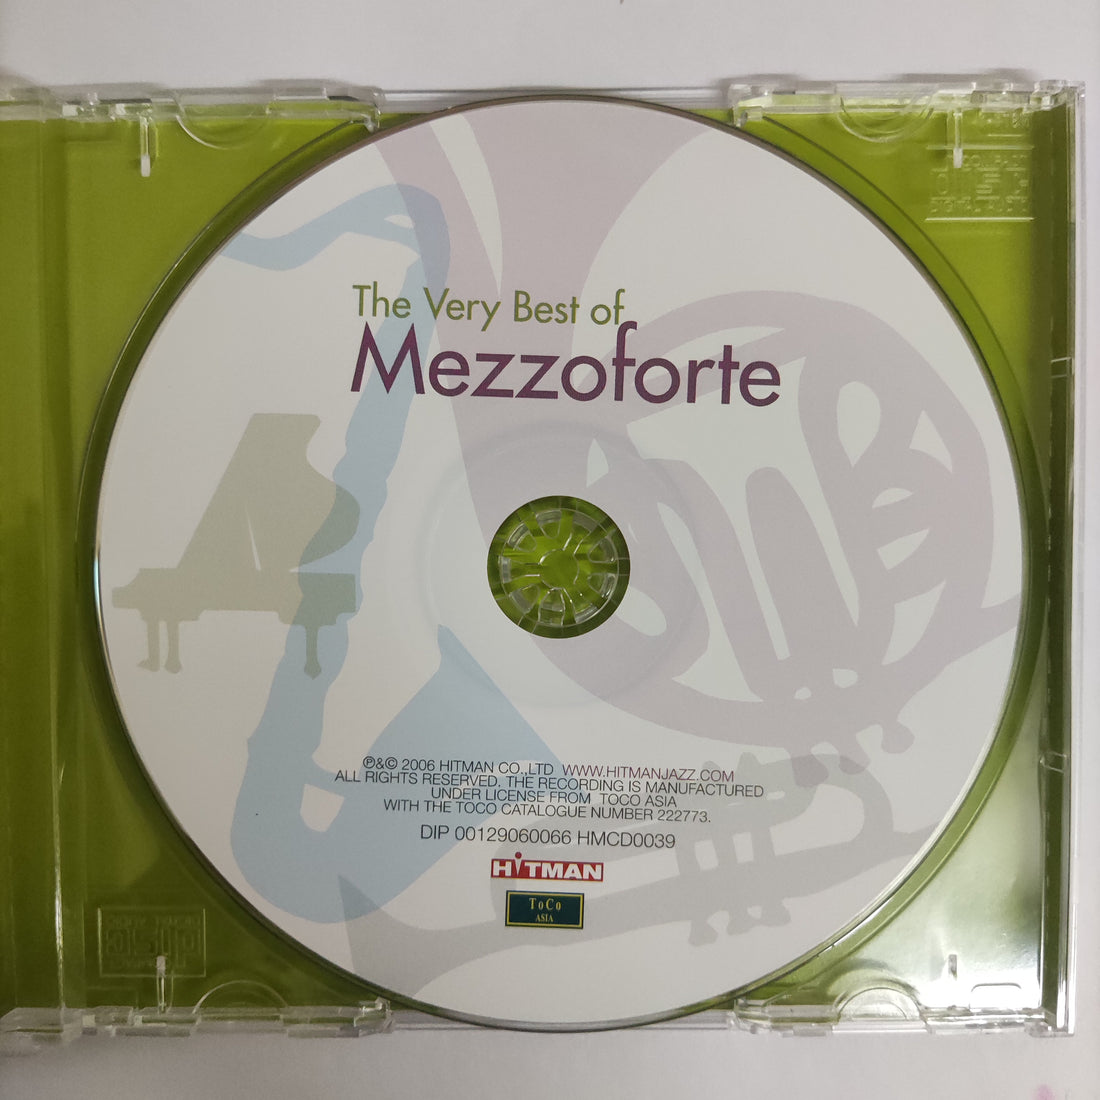 The Very Best of
Mezzoforte
℗&© 2006 HITMAN CO.,LTD WWW.HITMANJAZZ.COM
ALL RIGHTS RESERVED. THE RECORDING IS MANUFACTURED
UNDER LICENSE FROM TOCO ASIA
WITH THE TOCO CATALOGUE NUMBER 222773.
DIP 00129060066 HMCD0039
HITMAN
ToCo
ASIA